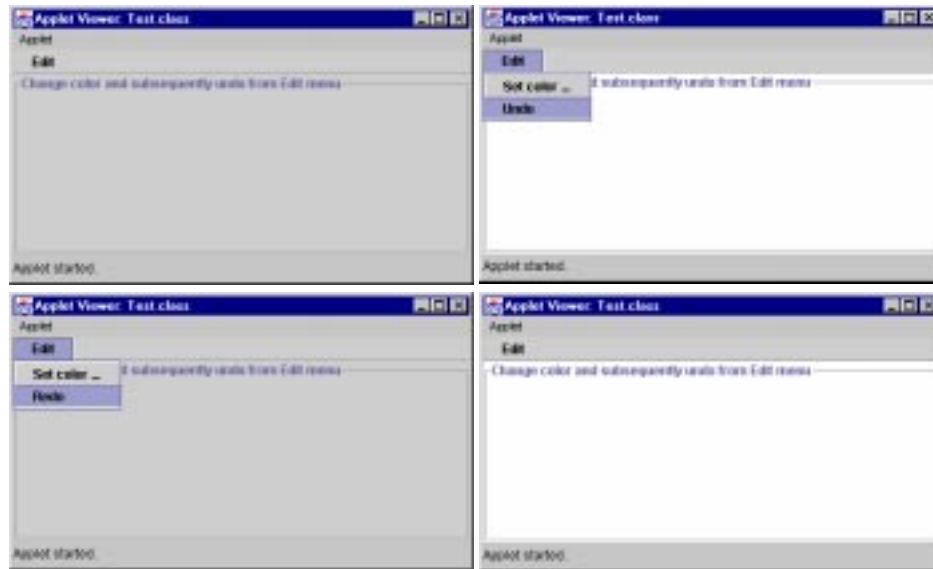 Applet Viewer: Test.class
Applet
Edit
Change color and subsequently undo from Edit menu
Applet started.
Applet Viewer: Test.class
Applet
Edit
Set color ...
subsequently undo from Edit menu
Undo
Applet started.
Applet Viewer: Test.class
Applet
Edit
Set color ...
subsequently undo from Edit menu
Redo
Applet started.
Applet Viewer: Test.class
Applet
Edit
Change color and subsequently undo from Edit menu
Applet started.